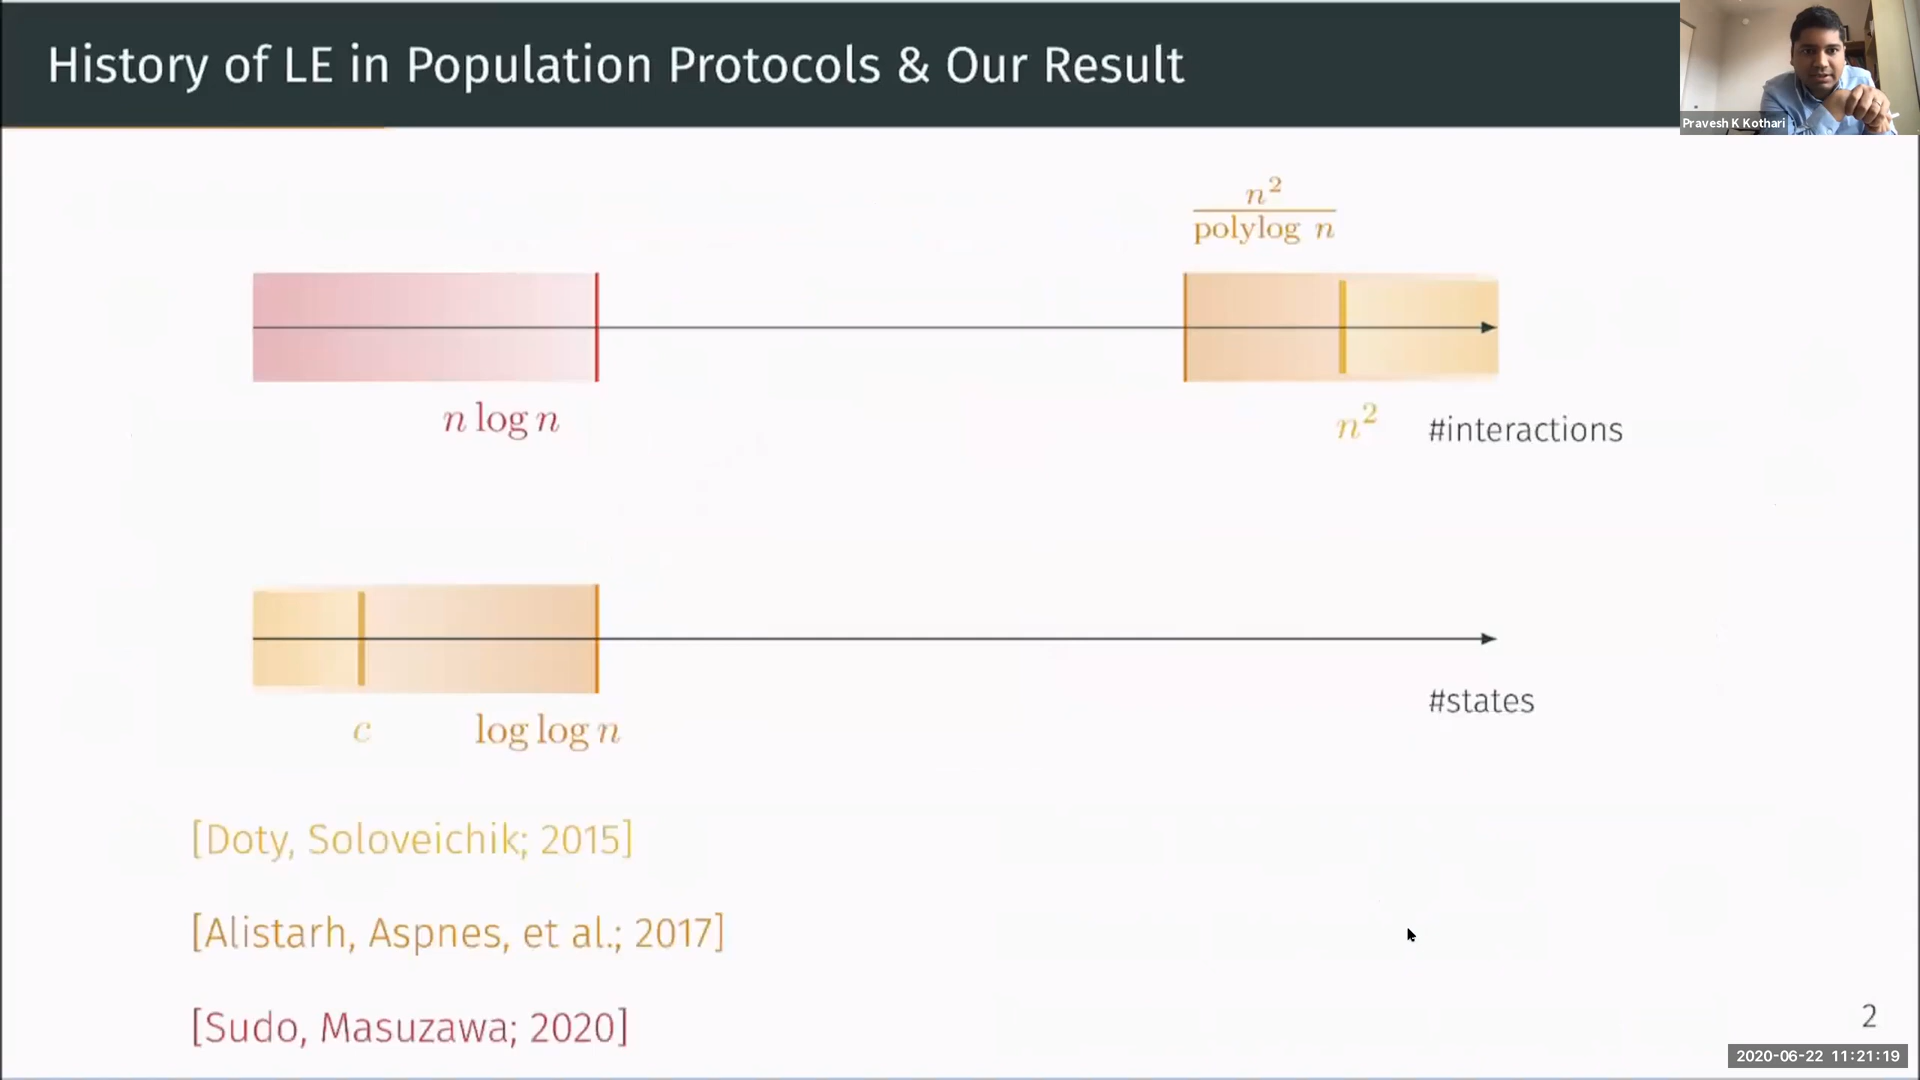 History of LE in Population Protocols & Our Result
Pravesh K Kothari
n^2
polylog n
n log n
n^2
#interactions
c
log log n
#states
[Doty, Soloveichik; 2015]
[Alistarh, Aspnes, et al.; 2017]
[Sudo, Masuzawa; 2020]
2
2020-06-22 11:21:19